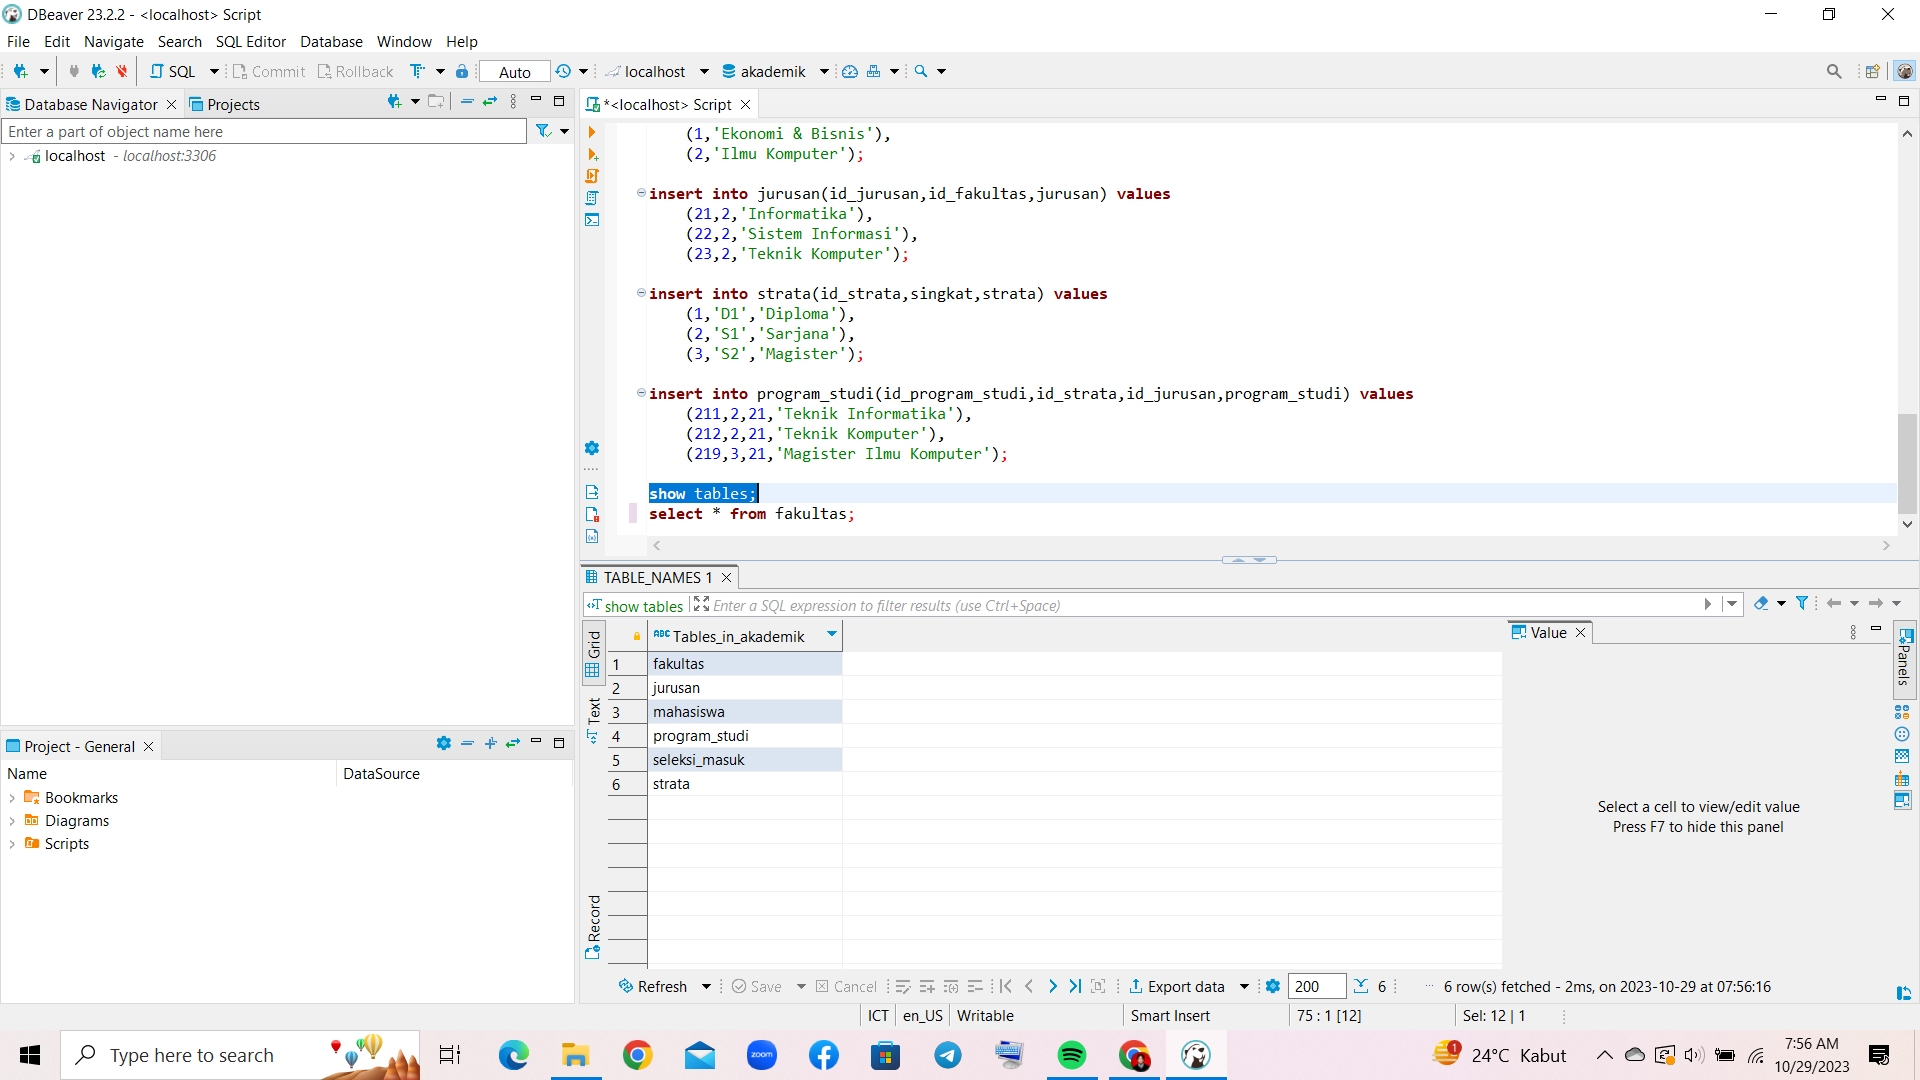 DBeaver 23.2.2 - <localhost> Script
File Edit Navigate Search SQL Editor Database Window Help
SQL Commit Rollback Auto localhost akademik
Database Navigator Projects
Enter a part of object name here
localhost - localhost:3306
*<localhost> Script
(1,'Ekonomi & Bisnis'),
(2,'Ilmu Komputer');
insert into jurusan(id_jurusan,id_fakultas,jurusan) values
(21,2,'Informatika'),
(22,2,'Sistem Informasi'),
(23,2,'Teknik Komputer');
insert into strata(id_strata,singkat,strata) values
(1,'D1','Diploma'),
(2,'S1','Sarjana'),
(3,'S2','Magister');
insert into program_studi(id_program_studi,id_strata,id_jurusan,program_studi) values
(211,2,21,'Teknik Informatika'),
(212,2,21,'Teknik Komputer'),
(219,3,21,'Magister Ilmu Komputer');
show tables;
select * from fakultas;
TABLE_NAMES 1
show tables Enter a SQL expression to filter results (use Ctrl+Space)
Grid
Text
Record
ABC Tables_in_akademik
1 fakultas
2 jurusan
3 mahasiswa
4 program_studi
5 seleksi_masuk
6 strata
Value
Panels
Select a cell to view/edit value
Press F7 to hide this panel
Refresh Save Cancel Export data 200 6 6 row(s) fetched - 2ms, on 2023-10-29 at 07:56:16
Project - General
Name DataSource
Bookmarks
Diagrams
Scripts
ICT en_US Writable Smart Insert 75 : 1 [12] Sel: 12 | 1
Type here to search
zoom
1
24°C Kabut
7:56 AM
10/29/2023